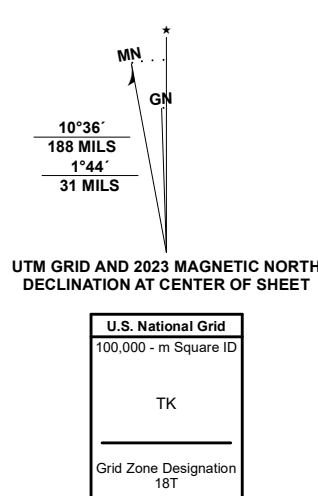 ★
MN
GN
10°36´
188 MILS
1°44´
31 MILS
UTM GRID AND 2023 MAGNETIC NORTH
DECLINATION AT CENTER OF SHEET
U.S. National Grid
100,000 - m Square ID
TK
Grid Zone Designation
18T